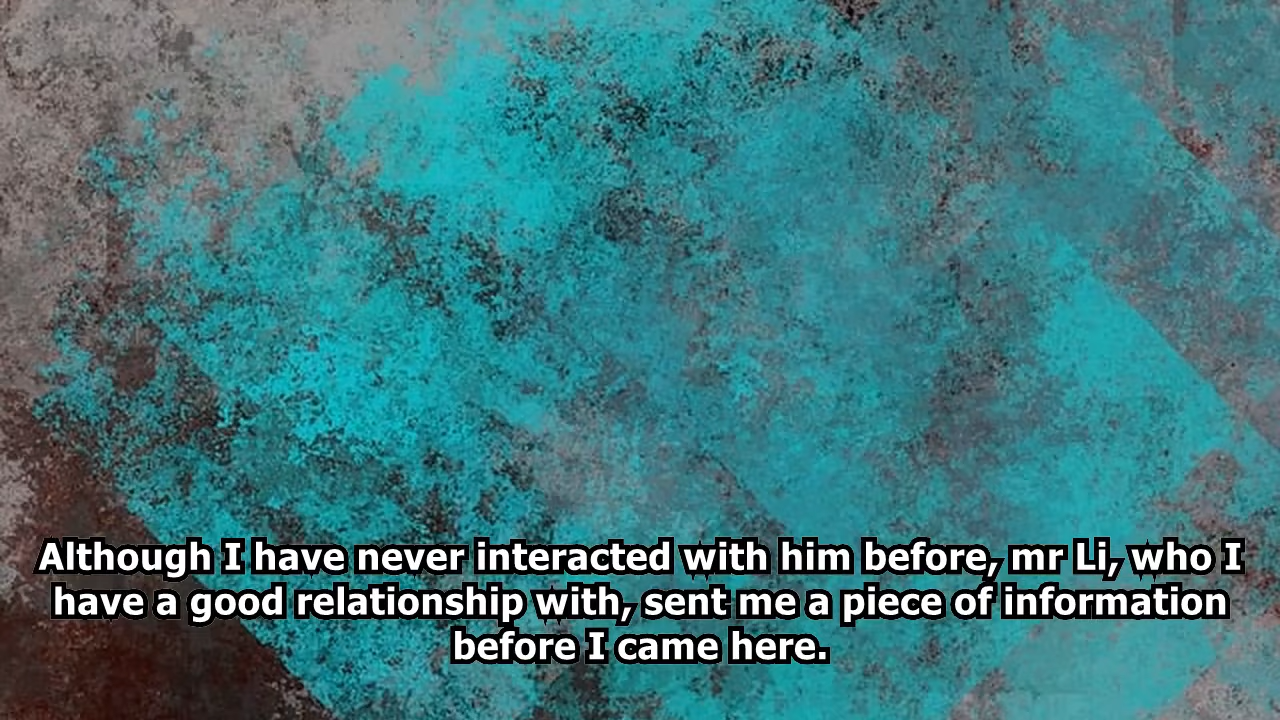 Although I have never interacted with him before, mr Li, who I
have a good relationship with, sent me a piece of information
before I came here.